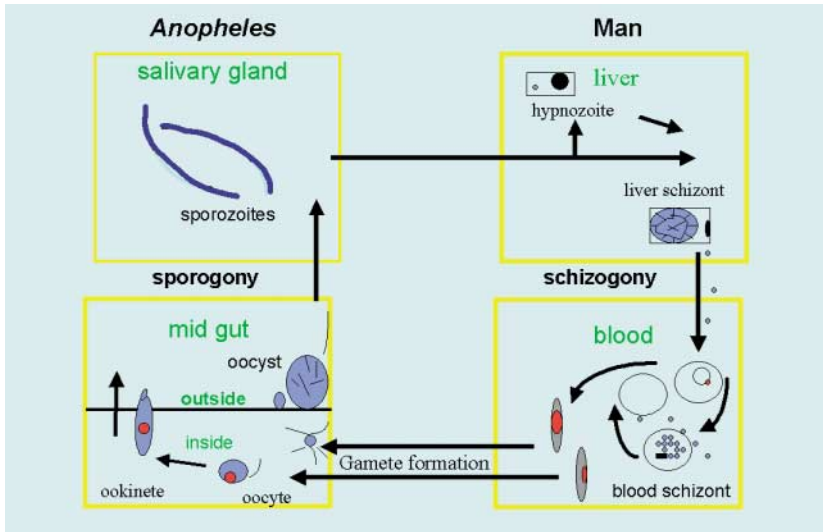 Anopheles
Man
salivary gland
sporozoites
liver
hypnozoite
liver schizont
sporogony
schizogony
mid gut
oocyst
outside
inside
ookinete
oocyte
Gamete formation
blood
blood schizont